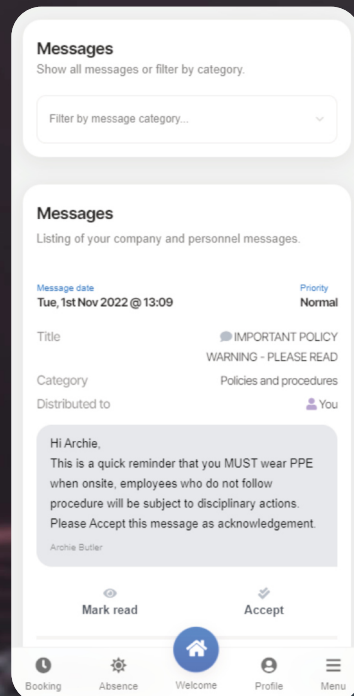 Messages
Show all messages or filter by category.
Filter by message category...
Messages
Listing of your company and personnel messages.
Message date
Priority
Tue, 1st Nov 2022 @ 13:09
Normal
Title
IMPORTANT POLICY
WARNING - PLEASE READ
Category
Policies and procedures
Distributed to
You
Hi Archie,
This is a quick reminder that you MUST wear PPE
when onsite, employees who do not follow
procedure will be subject to disciplinary actions.
Please Accept this message as acknowledgement.
Archie Butler
Mark read
Accept
Booking
Absence
Welcome
Profile
Menu